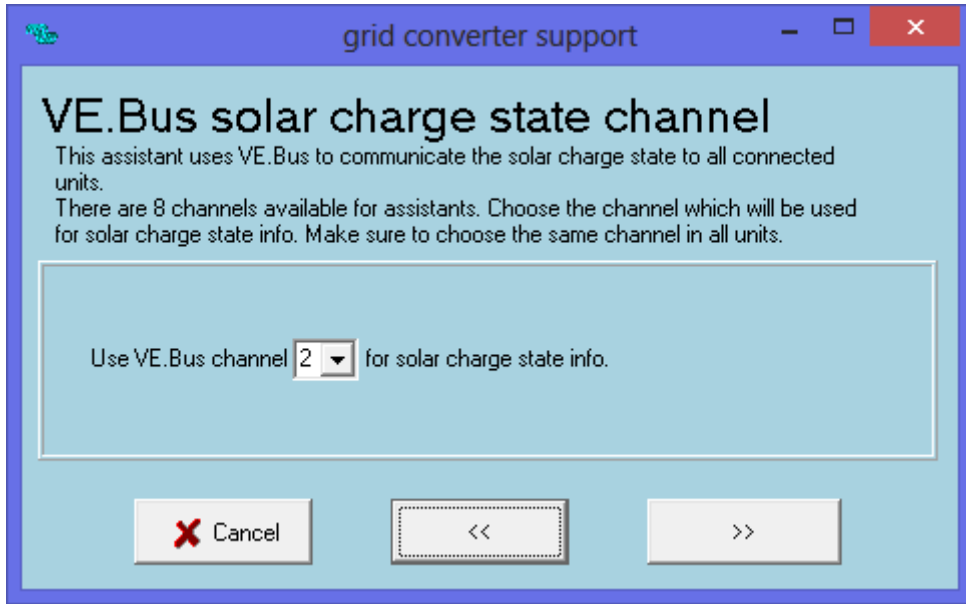 grid converter support
VE.Bus solar charge state channel
This assistant uses VE.Bus to communicate the solar charge state to all connected
units.
There are 8 channels available for assistants. Choose the channel which will be used
for solar charge state info. Make sure to choose the same channel in all units.
Use VE.Bus channel 2 for solar charge state info.
Cancel << >>